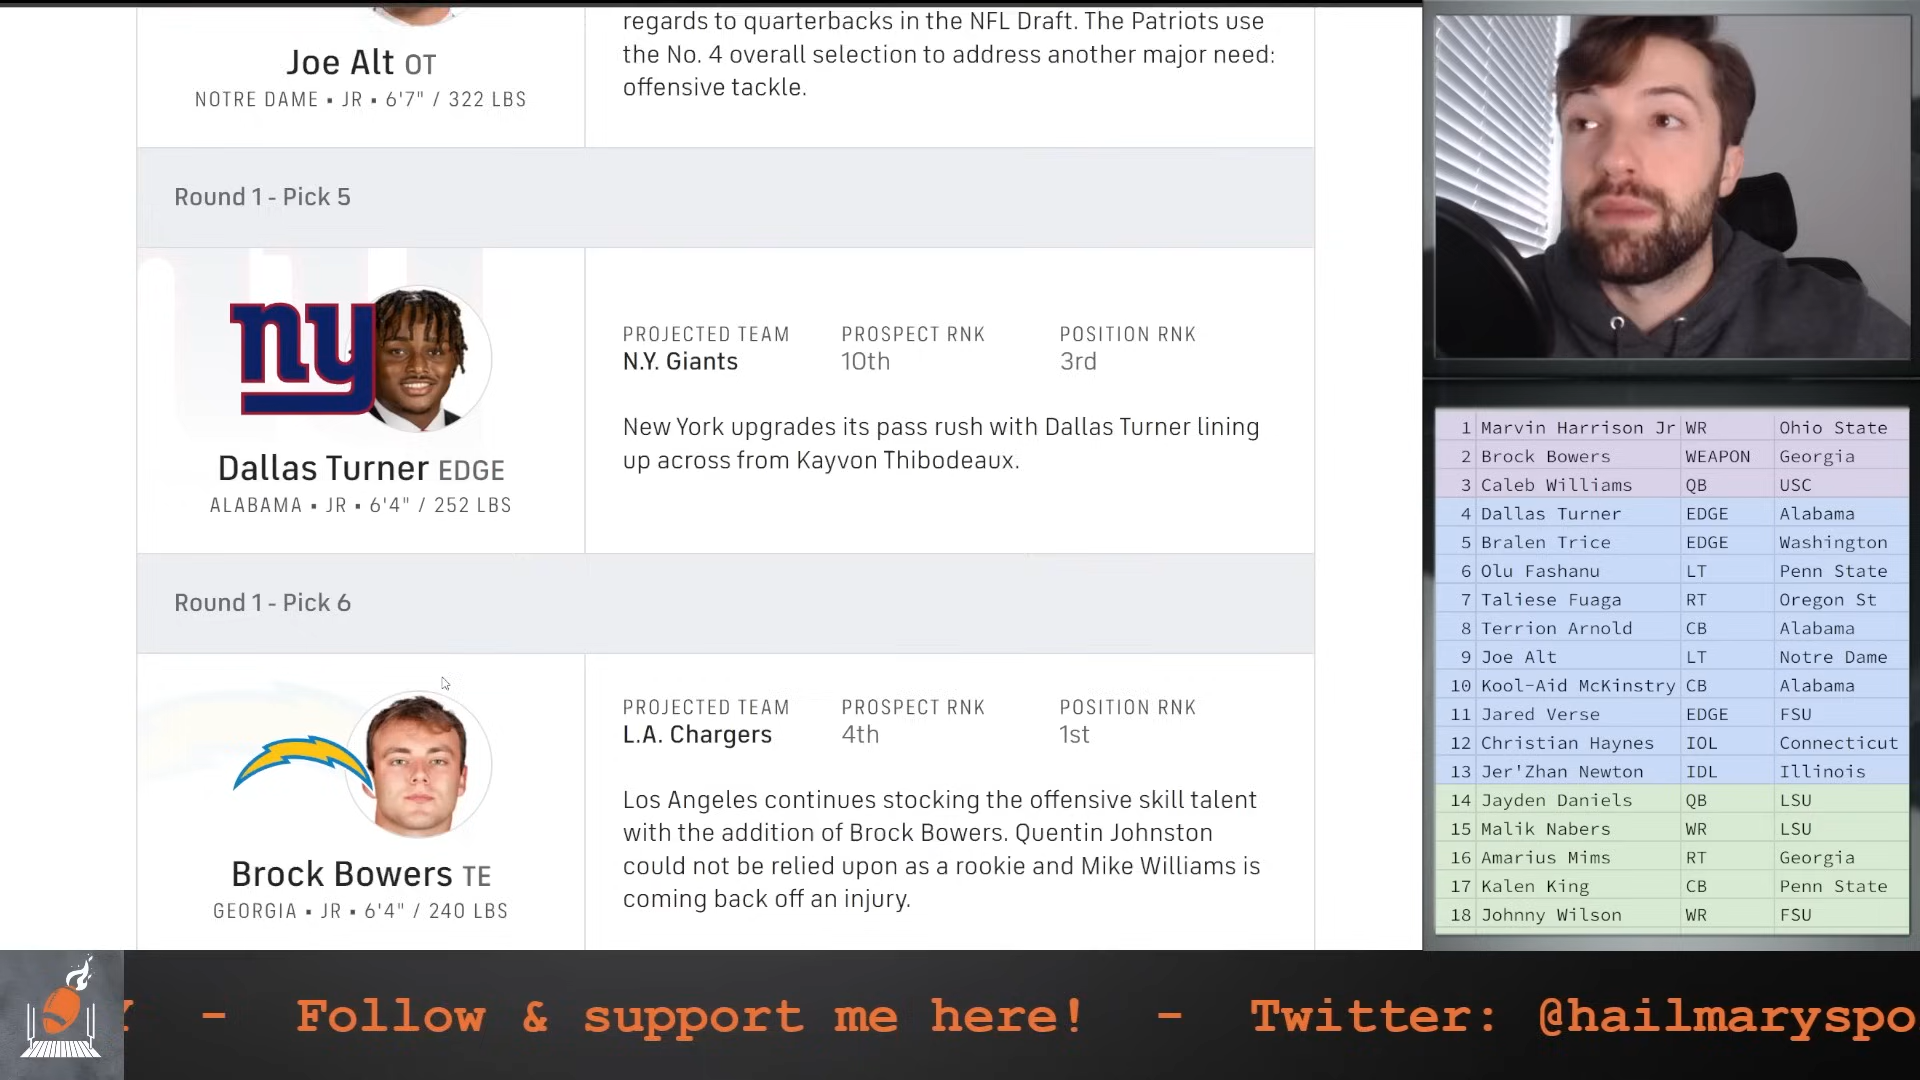 regards to quarterbacks in the NFL Draft. The Patriots use
the No. 4 overall selection to address another major need:
offensive tackle.
Joe Alt OT
NOTRE DAME ▪ JR ▪ 6'7" / 322 LBS
Round 1 - Pick 5
ny
Dallas Turner EDGE
ALABAMA ▪ JR ▪ 6'4" / 252 LBS
PROJECTED TEAM PROSPECT RNK POSITION RNK
N.Y. Giants 10th 3rd
New York upgrades its pass rush with Dallas Turner lining
up across from Kayvon Thibodeaux.
Round 1 - Pick 6
Brock Bowers TE
GEORGIA ▪ JR ▪ 6'4" / 240 LBS
PROJECTED TEAM PROSPECT RNK POSITION RNK
L.A. Chargers 4th 1st
Los Angeles continues stocking the offensive skill talent
with the addition of Brock Bowers. Quentin Johnston
could not be relied upon as a rookie and Mike Williams is
coming back off an injury.
1 Marvin Harrison Jr WR Ohio State
2 Brock Bowers WEAPON Georgia
3 Caleb Williams QB USC
4 Dallas Turner EDGE Alabama
5 Bralen Trice EDGE Washington
6 Olu Fashanu LT Penn State
7 Taliese Fuaga RT Oregon St
8 Terrion Arnold CB Alabama
9 Joe Alt LT Notre Dame
10 Kool-Aid McKinstry CB Alabama
11 Jared Verse EDGE FSU
12 Christian Haynes IOL Connecticut
13 Jer'Zhan Newton IDL Illinois
14 Jayden Daniels QB LSU
15 Malik Nabers WR LSU
16 Amarius Mims RT Georgia
17 Kalen King CB Penn State
18 Johnny Wilson WR FSU
- Follow & support me here! - Twitter: @hailmaryspo